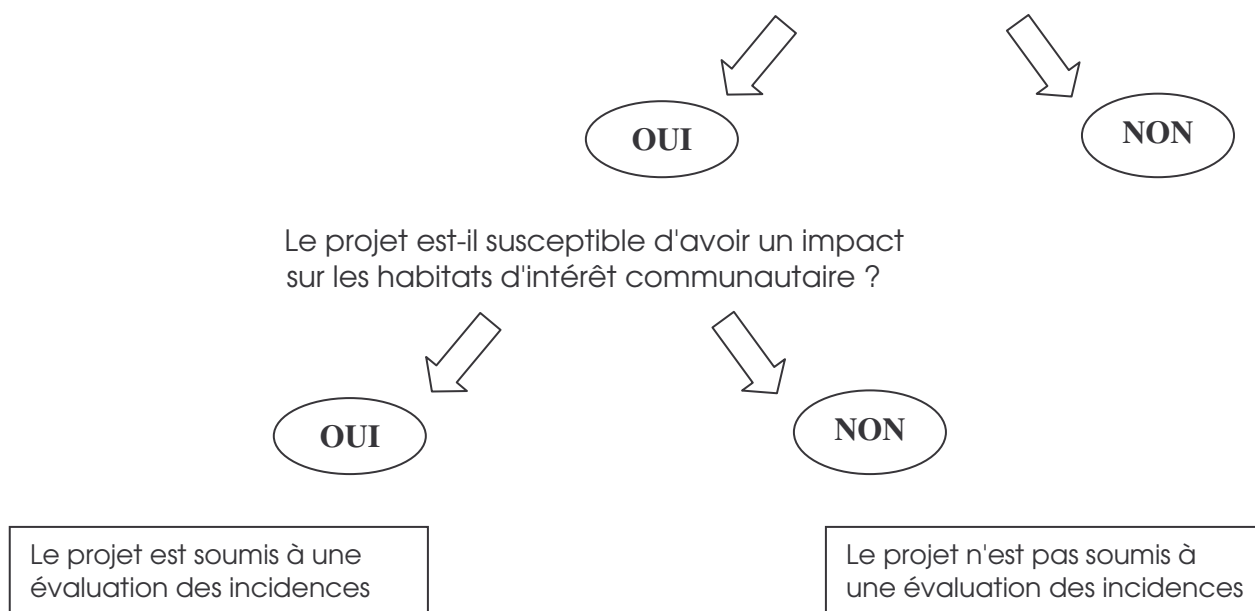 OUI
NON
Le projet est-il susceptible d'avoir un impact
sur les habitats d'intérêt communautaire ?
OUI
NON
Le projet est soumis à une
évaluation des incidences
Le projet n'est pas soumis à
une évaluation des incidences